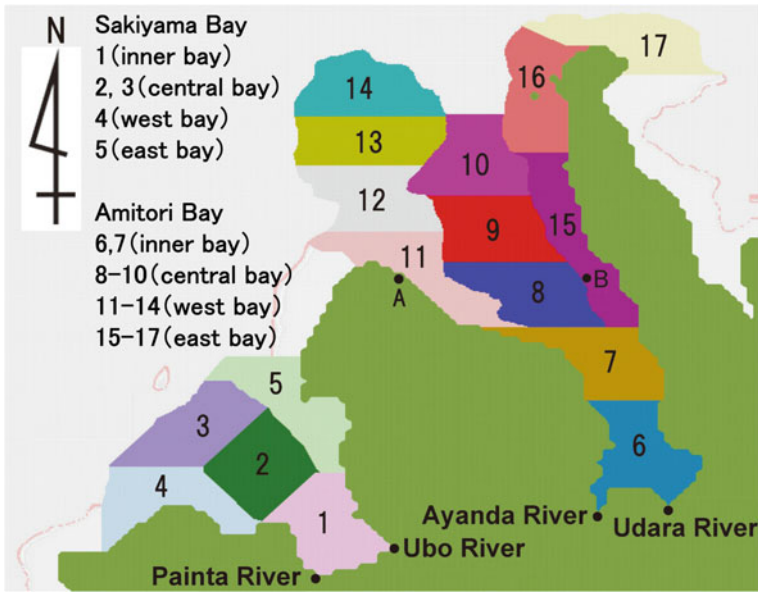 N
Sakiyama Bay
1(inner bay)
2, 3(central bay)
4(west bay)
5(east bay)
Amitori Bay
6,7(inner bay)
8-10(central bay)
11-14(west bay)
15-17(east bay)
17
16
14
13
10
12
15
9
11
A
8
B
7
5
3
2
6
4
1
Ayanda River
Udara River
Ubo River
Painta River